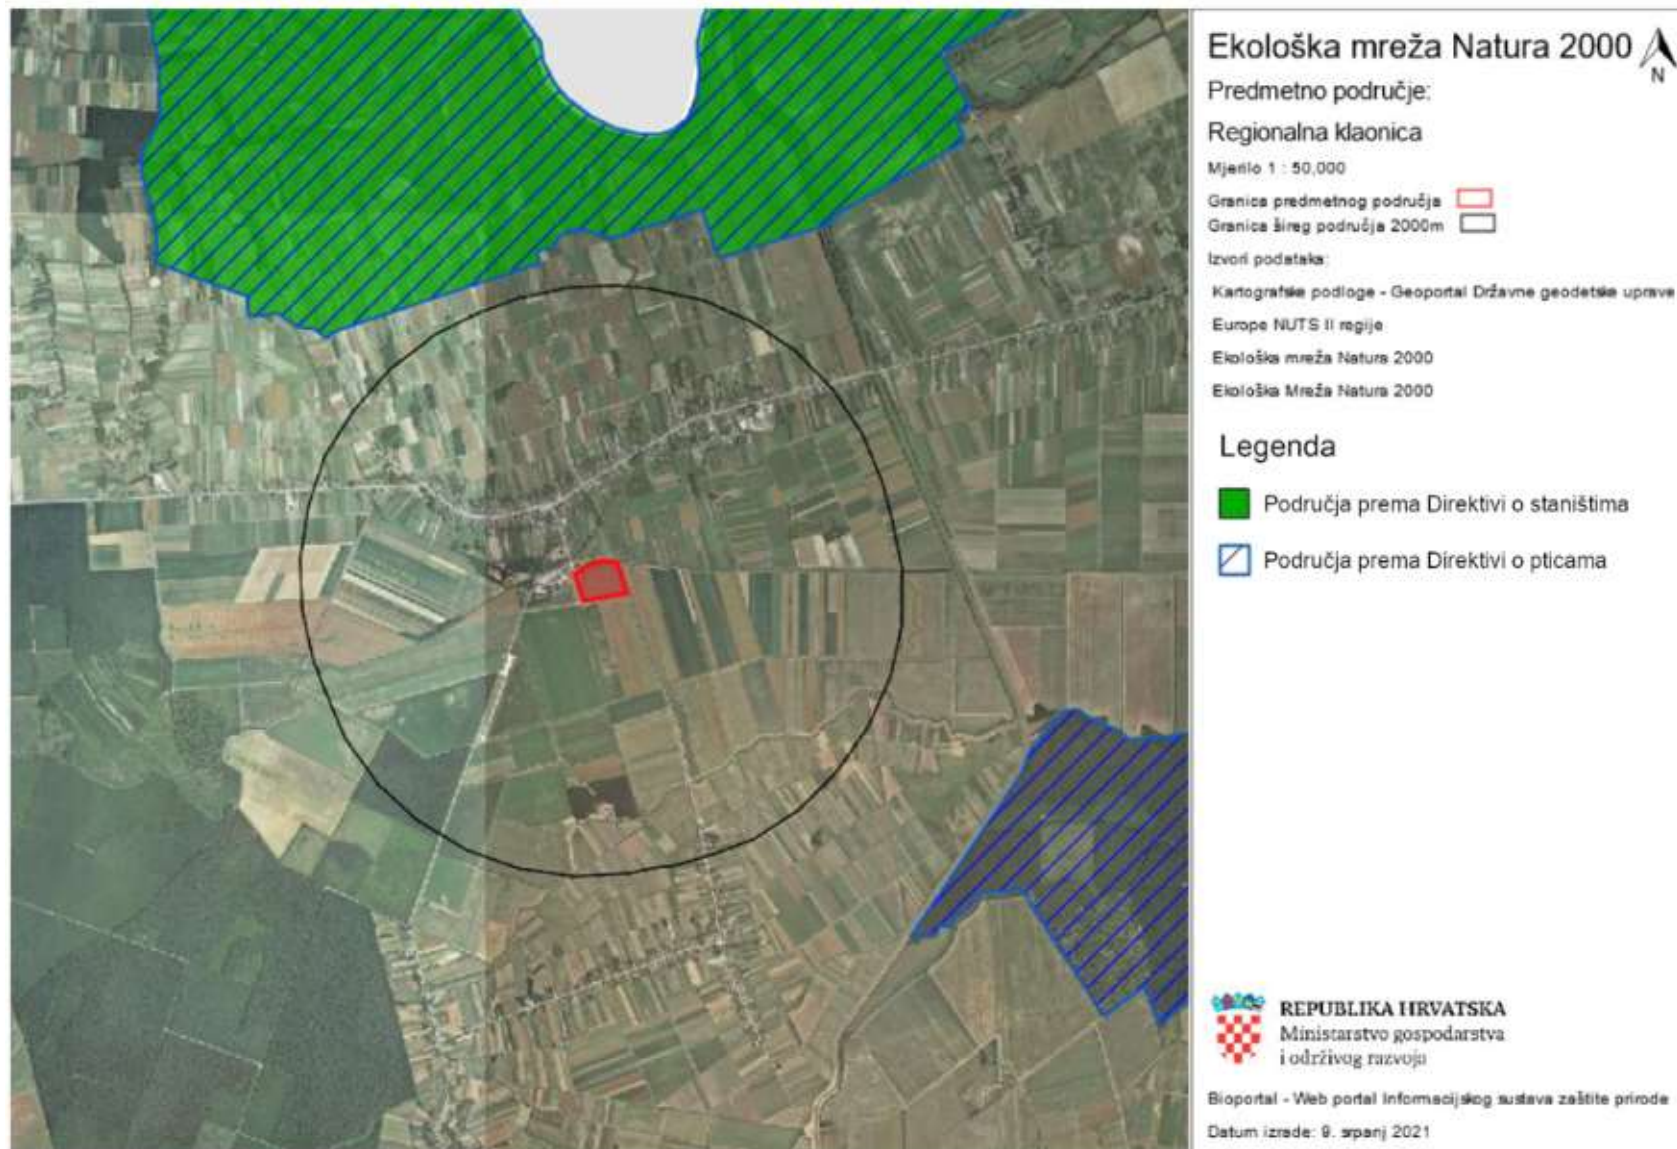 Ekološka mreža Natura 2000
N
Predmetno područje:
Regionalna klaonica
Mjerilo 1 : 50,000
Granica predmetnog područja
Granica šireg područja 2000m
Izvori podataka:
Kartografske podloge - Geoportal Državne geodetske uprave
Europe NUTS II regije
Ekološka mreža Natura 2000
Ekološka Mreža Natura 2000
Legenda
Područja prema Direktivi o staništima
Područja prema Direktivi o pticama
REPUBLIKA HRVATSKA
Ministarstvo gospodarstva
i održivog razvoja
Bioportal - Web portal Informacijskog sustava zaštite prirode
Datum izrade: 9. srpanj 2021